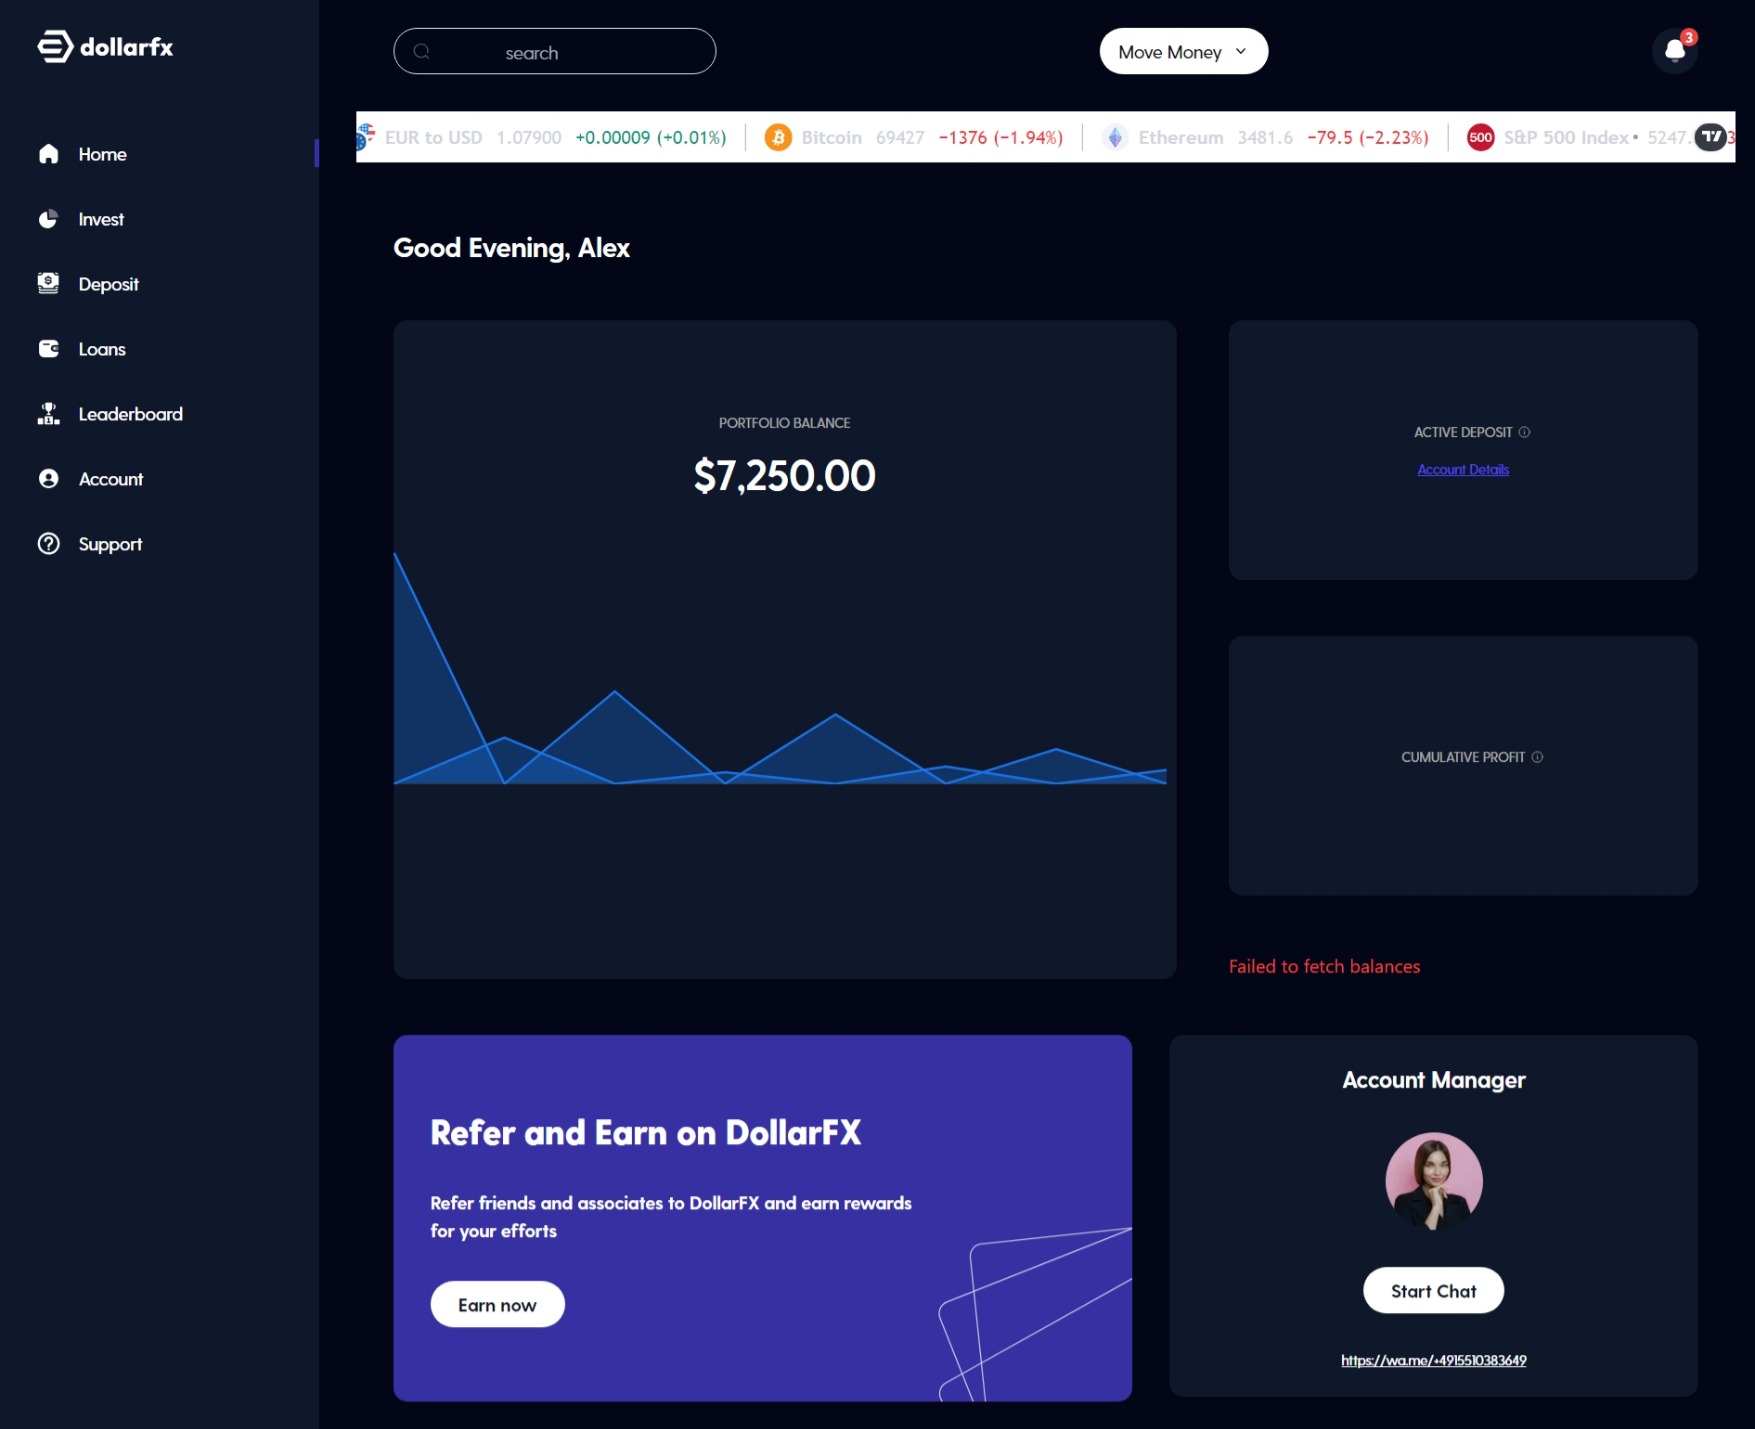 dollarfx
search
Move Money
3
EUR to USD 1.07900 +0.00009 (+0.01%)
Bitcoin 69427 −1376 (−1.94%)
Ethereum 3481.6 −79.5 (−2.23%)
500 S&P 500 Index 5247.
Home
Invest
Deposit
Loans
Leaderboard
Account
Support
Good Evening, Alex
PORTFOLIO BALANCE
$7,250.00
ACTIVE DEPOSIT
Account Details
CUMULATIVE PROFIT
Failed to fetch balances
Refer and Earn on DollarFX
Refer friends and associates to DollarFX and earn rewards
for your efforts
Earn now
Account Manager
Start Chat
https://wa.me/+4915510383649